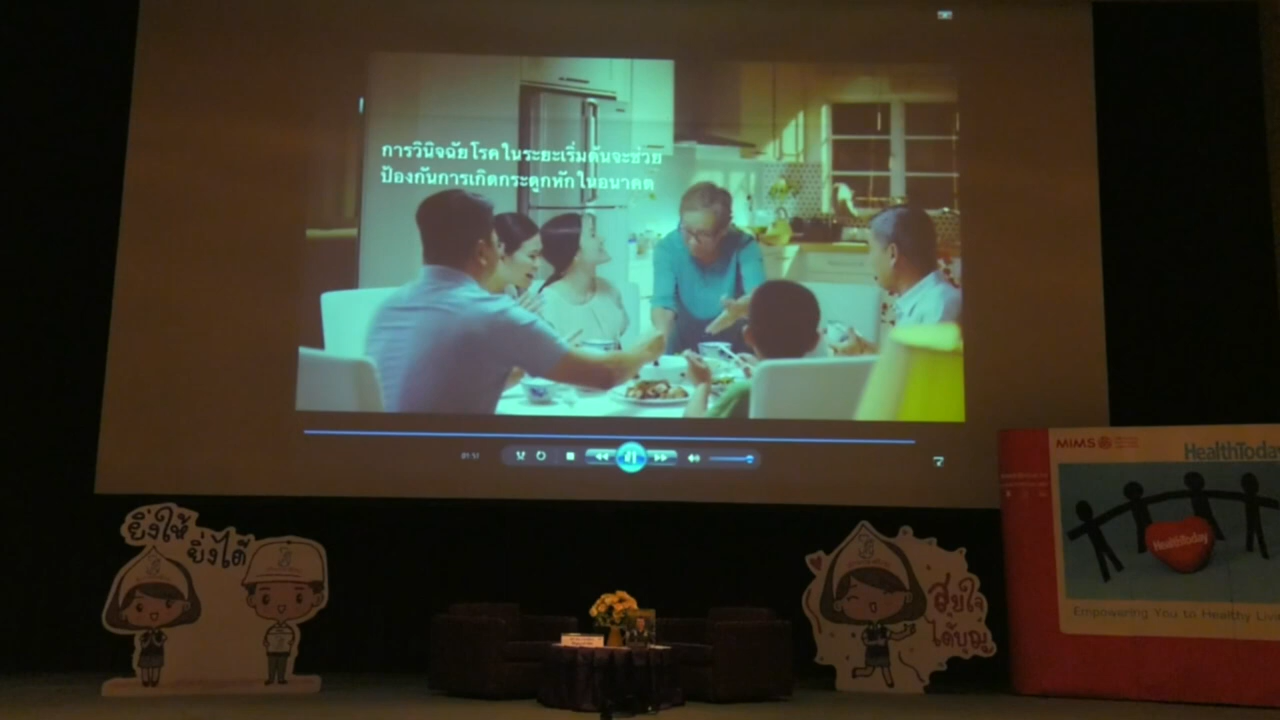 การวินิจฉัยโรคในระยะเริ่มต้นจะช่วย
ป้องกันการเกิดกระดูกหักในอนาคต
MIMS
HealthToday
HealthToday
Empowering You to Healthy Livi
ยิ่งให้
ยิ่งได้
สุขใจ
ได้บุญ